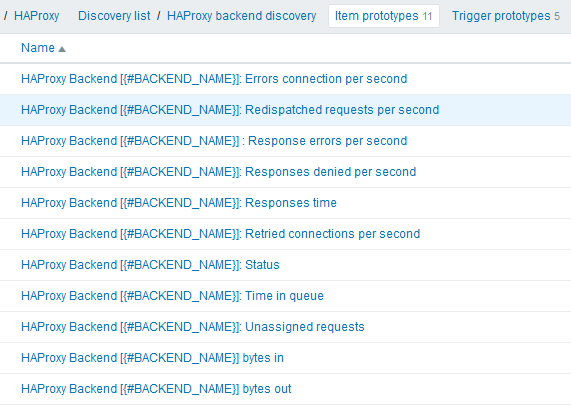 / HAProxy Discovery list / HAProxy backend discovery Item prototypes 11 Trigger prototypes 5
Name
HAProxy Backend [{#BACKEND_NAME}]: Errors connection per second
HAProxy Backend [{#BACKEND_NAME}]: Redispatched requests per second
HAProxy Backend [{#BACKEND_NAME}] : Response errors per second
HAProxy Backend [{#BACKEND_NAME}]: Responses denied per second
HAProxy Backend [{#BACKEND_NAME}]: Responses time
HAProxy Backend [{#BACKEND_NAME}]: Retried connections per second
HAProxy Backend [{#BACKEND_NAME}]: Status
HAProxy Backend [{#BACKEND_NAME}]: Time in queue
HAProxy Backend [{#BACKEND_NAME}]: Unassigned requests
HAProxy Backend [{#BACKEND_NAME}] bytes in
HAProxy Backend [{#BACKEND_NAME}] bytes out